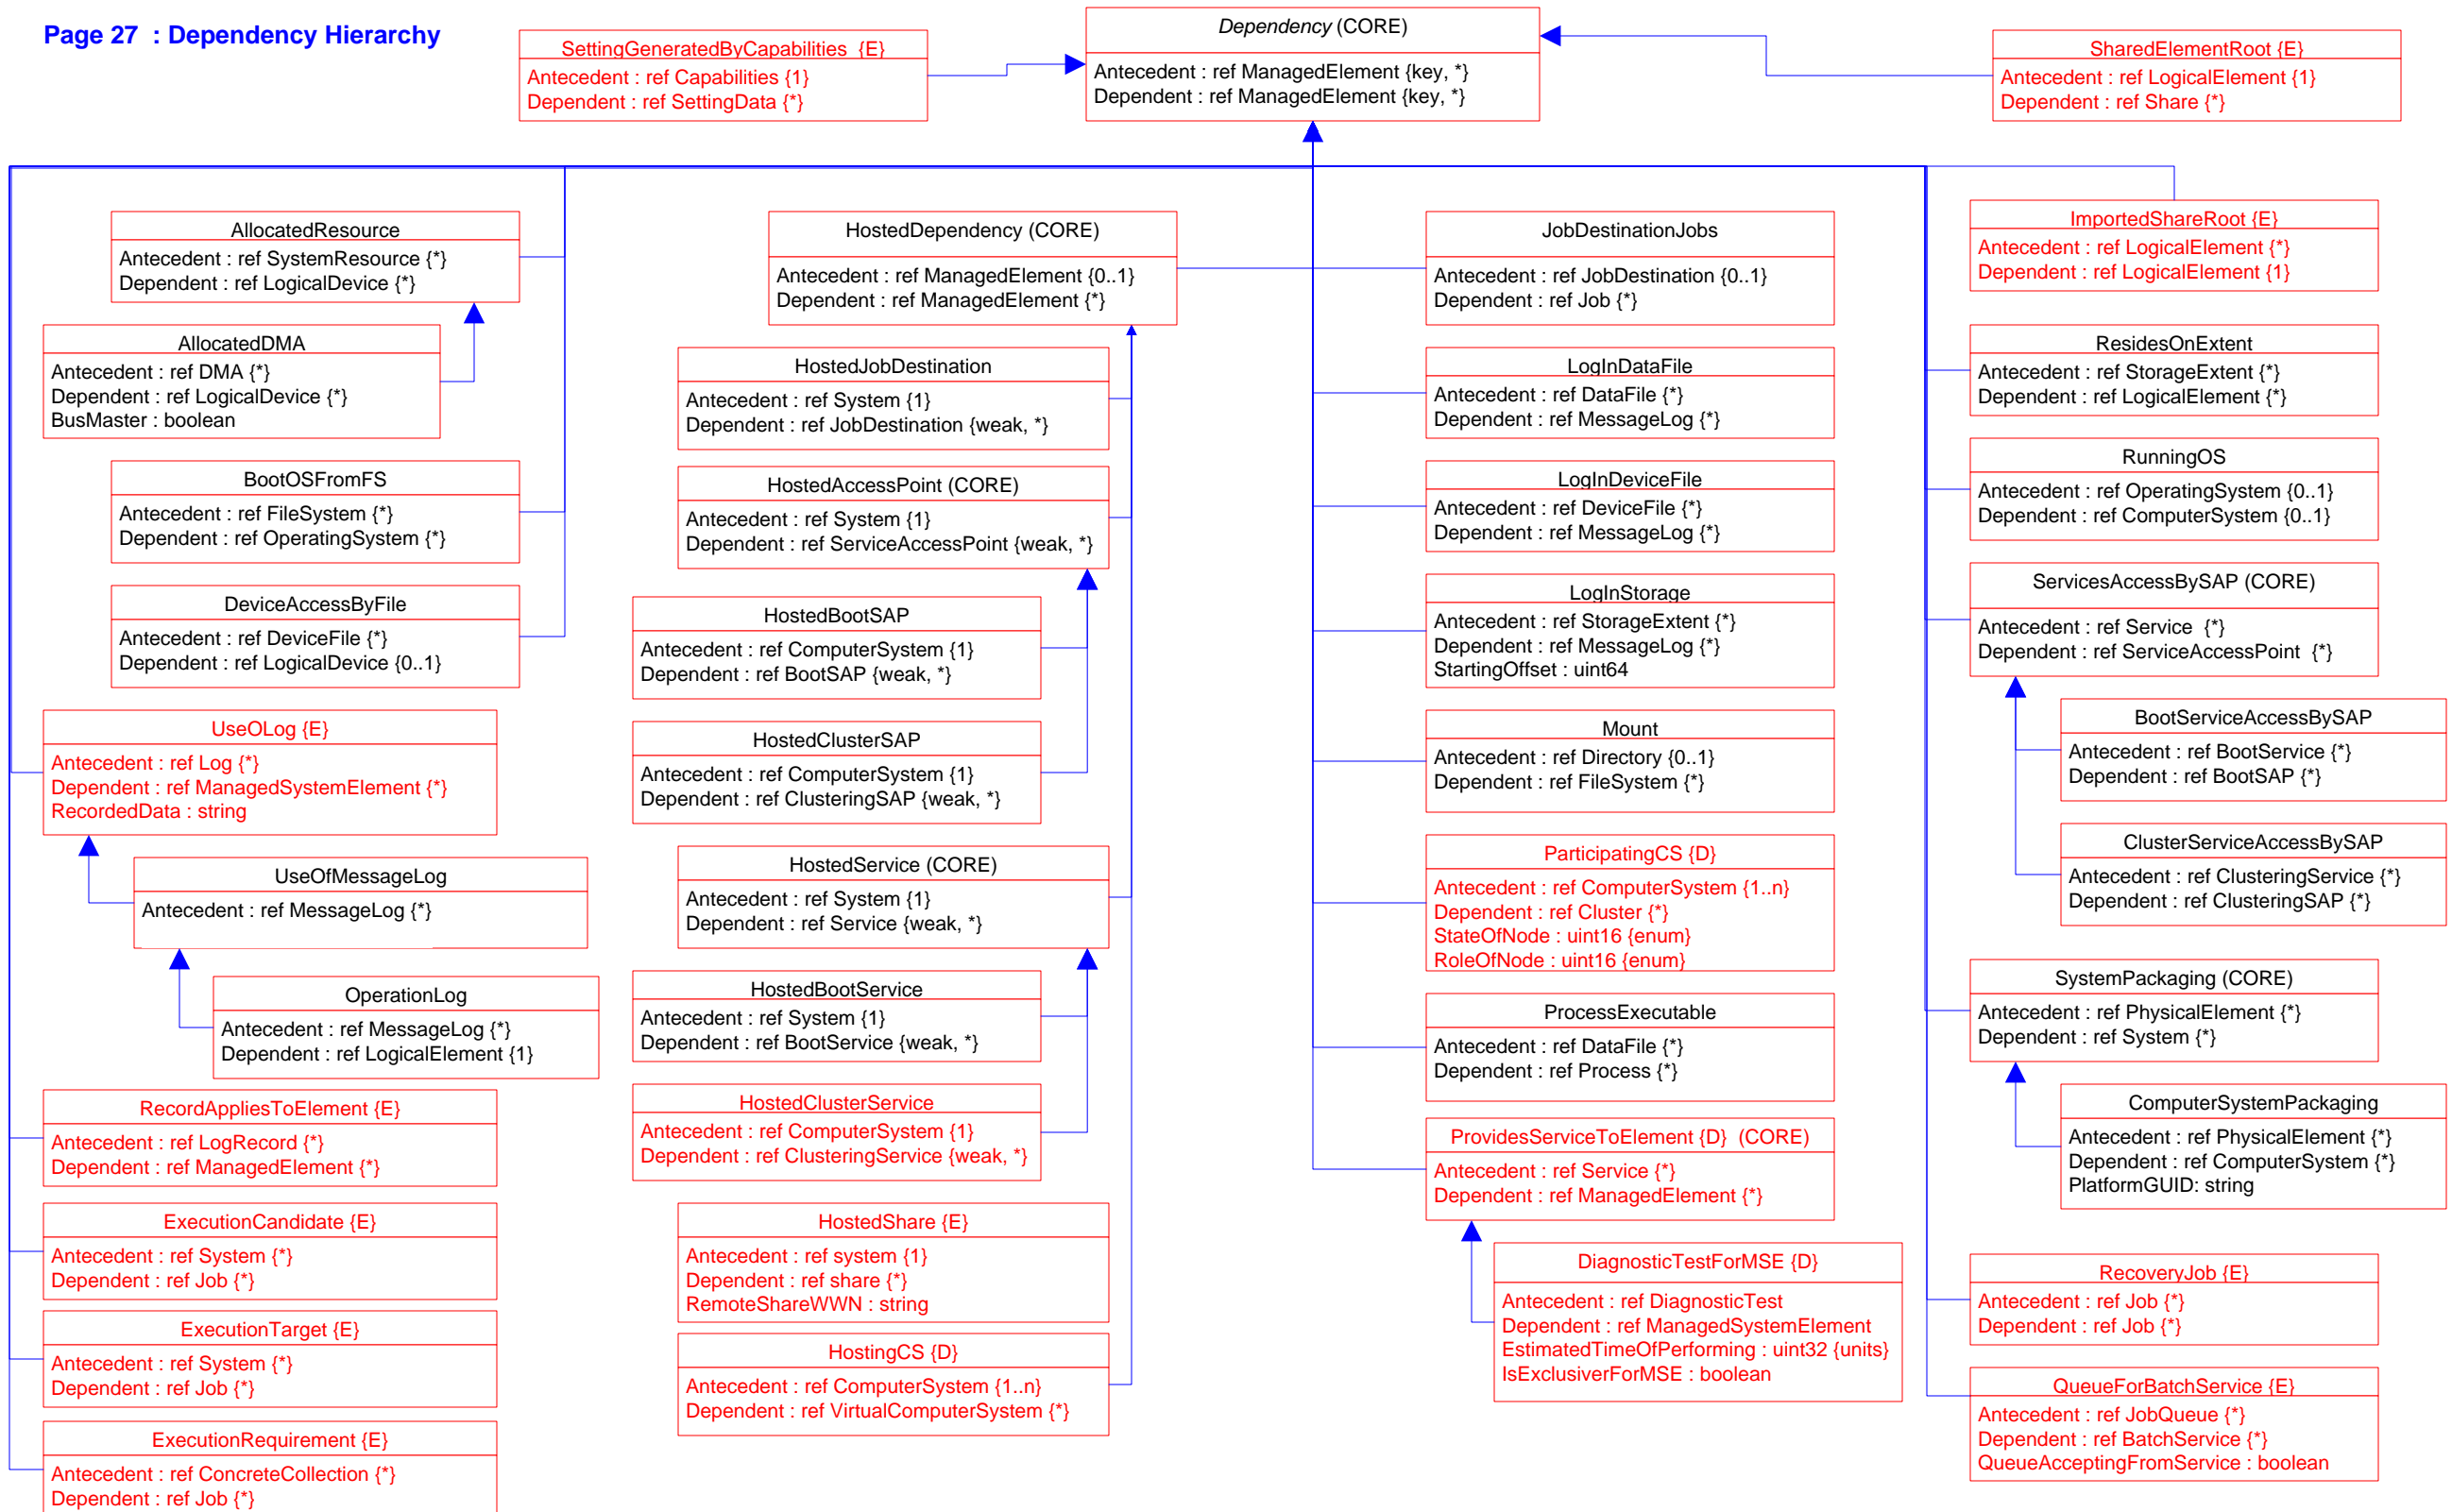 Page 27 : Dependency Hierarchy
SettingGeneratedByCapabilities {E}
Antecedent : ref Capabilities {1}
Dependent : ref SettingData {*}
Dependency (CORE)
Antecedent : ref ManagedElement {key, *}
Dependent : ref ManagedElement {key, *}
SharedElementRoot {E}
Antecedent : ref LogicalElement {1}
Dependent : ref Share {*}
AllocatedResource
Antecedent : ref SystemResource {*}
Dependent : ref LogicalDevice {*}
AllocatedDMA
Antecedent : ref DMA {*}
Dependent : ref LogicalDevice {*}
BusMaster : boolean
BootOSFromFS
Antecedent : ref FileSystem {*}
Dependent : ref OperatingSystem {*}
DeviceAccessByFile
Antecedent : ref DeviceFile {*}
Dependent : ref LogicalDevice {0..1}
UseOLog {E}
Antecedent : ref Log {*}
Dependent : ref ManagedSystemElement {*}
RecordedData : string
UseOfMessageLog
Antecedent : ref MessageLog {*}
OperationLog
Antecedent : ref MessageLog {*}
Dependent : ref LogicalElement {1}
RecordAppliesToElement {E}
Antecedent : ref LogRecord {*}
Dependent : ref ManagedElement {*}
ExecutionCandidate {E}
Antecedent : ref System {*}
Dependent : ref Job {*}
ExecutionTarget {E}
Antecedent : ref System {*}
Dependent : ref Job {*}
ExecutionRequirement {E}
Antecedent : ref ConcreteCollection {*}
Dependent : ref Job {*}
HostedDependency (CORE)
Antecedent : ref ManagedElement {0..1}
Dependent : ref ManagedElement {*}
HostedJobDestination
Antecedent : ref System {1}
Dependent : ref JobDestination {weak, *}
HostedAccessPoint (CORE)
Antecedent : ref System {1}
Dependent : ref ServiceAccessPoint {weak, *}
HostedBootSAP
Antecedent : ref ComputerSystem {1}
Dependent : ref BootSAP {weak, *}
HostedClusterSAP
Antecedent : ref ComputerSystem {1}
Dependent : ref ClusteringSAP {weak, *}
HostedService (CORE)
Antecedent : ref System {1}
Dependent : ref Service {weak, *}
HostedBootService
Antecedent : ref System {1}
Dependent : ref BootService {weak, *}
HostedClusterService
Antecedent : ref ComputerSystem {1}
Dependent : ref ClusteringService {weak, *}
HostedShare {E}
Antecedent : ref system {1}
Dependent : ref share {*}
RemoteShareWWN : string
HostingCS {D}
Antecedent : ref ComputerSystem {1..n}
Dependent : ref VirtualComputerSystem {*}
JobDestinationJobs
Antecedent : ref JobDestination {0..1}
Dependent : ref Job {*}
LogInDataFile
Antecedent : ref DataFile {*}
Dependent : ref MessageLog {*}
LogInDeviceFile
Antecedent : ref DeviceFile {*}
Dependent : ref MessageLog {*}
LogInStorage
Antecedent : ref StorageExtent {*}
Dependent : ref MessageLog {*}
StartingOffset : uint64
Mount
Antecedent : ref Directory {0..1}
Dependent : ref FileSystem {*}
ParticipatingCS {D}
Antecedent : ref ComputerSystem {1..n}
Dependent : ref Cluster {*}
StateOfNode : uint16 {enum}
RoleOfNode : uint16 {enum}
ProcessExecutable
Antecedent : ref DataFile {*}
Dependent : ref Process {*}
ProvidesServiceToElement {D} (CORE)
Antecedent : ref Service {*}
Dependent : ref ManagedElement {*}
DiagnosticTestForMSE {D}
Antecedent : ref DiagnosticTest
Dependent : ref ManagedSystemElement
EstimatedTimeOfPerforming : uint32 {units}
IsExclusiverForMSE : boolean
ImportedShareRoot {E}
Antecedent : ref LogicalElement {*}
Dependent : ref LogicalElement {1}
ResidesOnExtent
Antecedent : ref StorageExtent {*}
Dependent : ref LogicalElement {*}
RunningOS
Antecedent : ref OperatingSystem {0..1}
Dependent : ref ComputerSystem {0..1}
ServicesAccessBySAP (CORE)
Antecedent : ref Service {*}
Dependent : ref ServiceAccessPoint {*}
BootServiceAccessBySAP
Antecedent : ref BootService {*}
Dependent : ref BootSAP {*}
ClusterServiceAccessBySAP
Antecedent : ref ClusteringService {*}
Dependent : ref ClusteringSAP {*}
SystemPackaging (CORE)
Antecedent : ref PhysicalElement {*}
Dependent : ref System {*}
ComputerSystemPackaging
Antecedent : ref PhysicalElement {*}
Dependent : ref ComputerSystem {*}
PlatformGUID: string
RecoveryJob {E}
Antecedent : ref Job {*}
Dependent : ref Job {*}
QueueForBatchService {E}
Antecedent : ref JobQueue {*}
Dependent : ref BatchService {*}
QueueAcceptingFromService : boolean